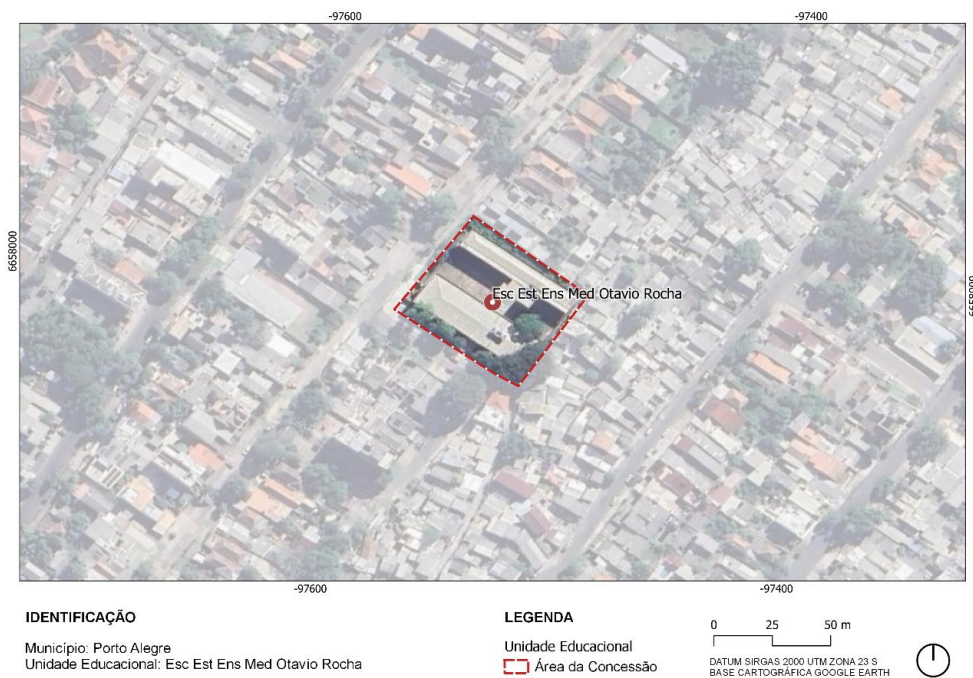 -97600
-97400
6658000
Esc Est Ens Med Otavio Rocha
6658000
-97600
-97400
IDENTIFICAÇÃO
Município: Porto Alegre
Unidade Educacional: Esc Est Ens Med Otavio Rocha
LEGENDA
Unidade Educacional
Área da Concessão
0 25 50 m
DATUM SIRGAS 2000 UTM ZONA 23 S
BASE CARTOGRÁFICA GOOGLE EARTH